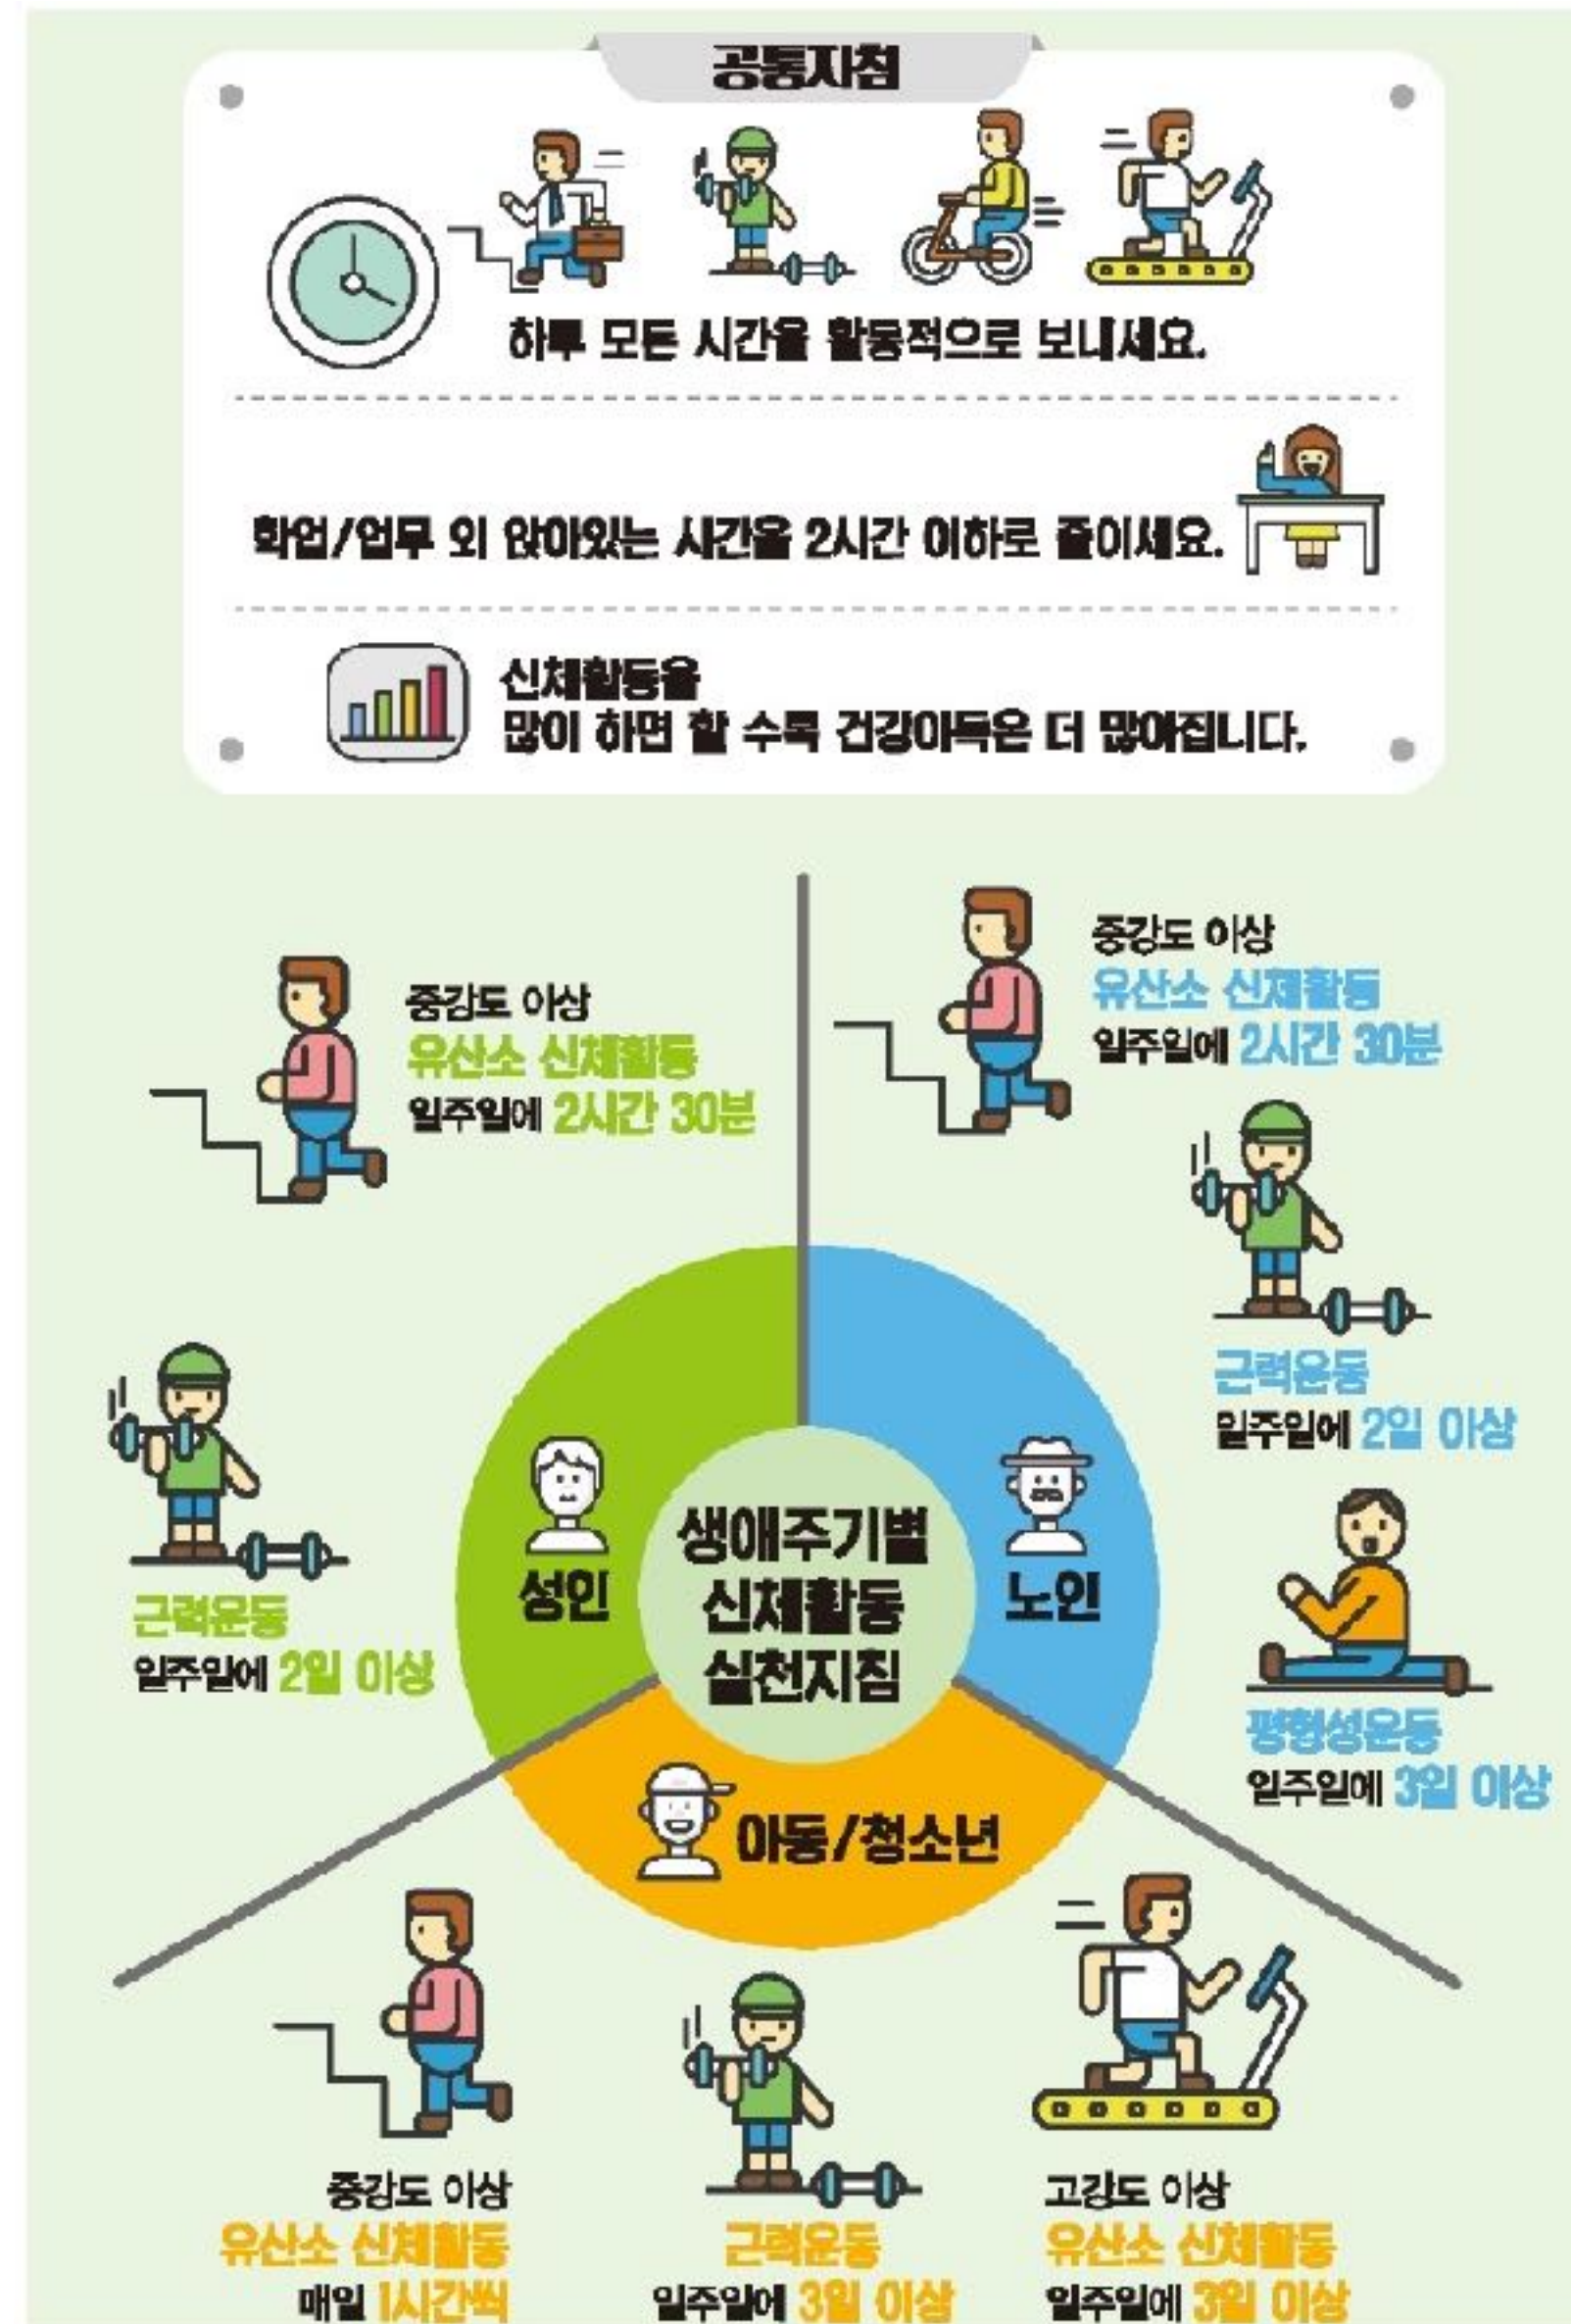 공통지침
하루 모든 시간을 활동적으로 보내세요.
학업/업무 외 앉아있는 시간을 2시간 이하로 줄이세요.
신체활동을
많이 하면 할 수록 건강이득은 더 많아집니다.
중강도 이상
유산소 신체활동
일주일에 2시간 30분
중강도 이상
유산소 신체활동
일주일에 2시간 30분
근력운동
일주일에 2일 이상
근력운동
일주일에 2일 이상
평형성운동
일주일에 3일 이상
성인
생애주기별
신체활동
실천지침
노인
아동/청소년
중강도 이상
유산소 신체활동
매일 1시간씩
근력운동
일주일에 3일 이상
고강도 이상
유산소 신체활동
일주일에 3일 이상